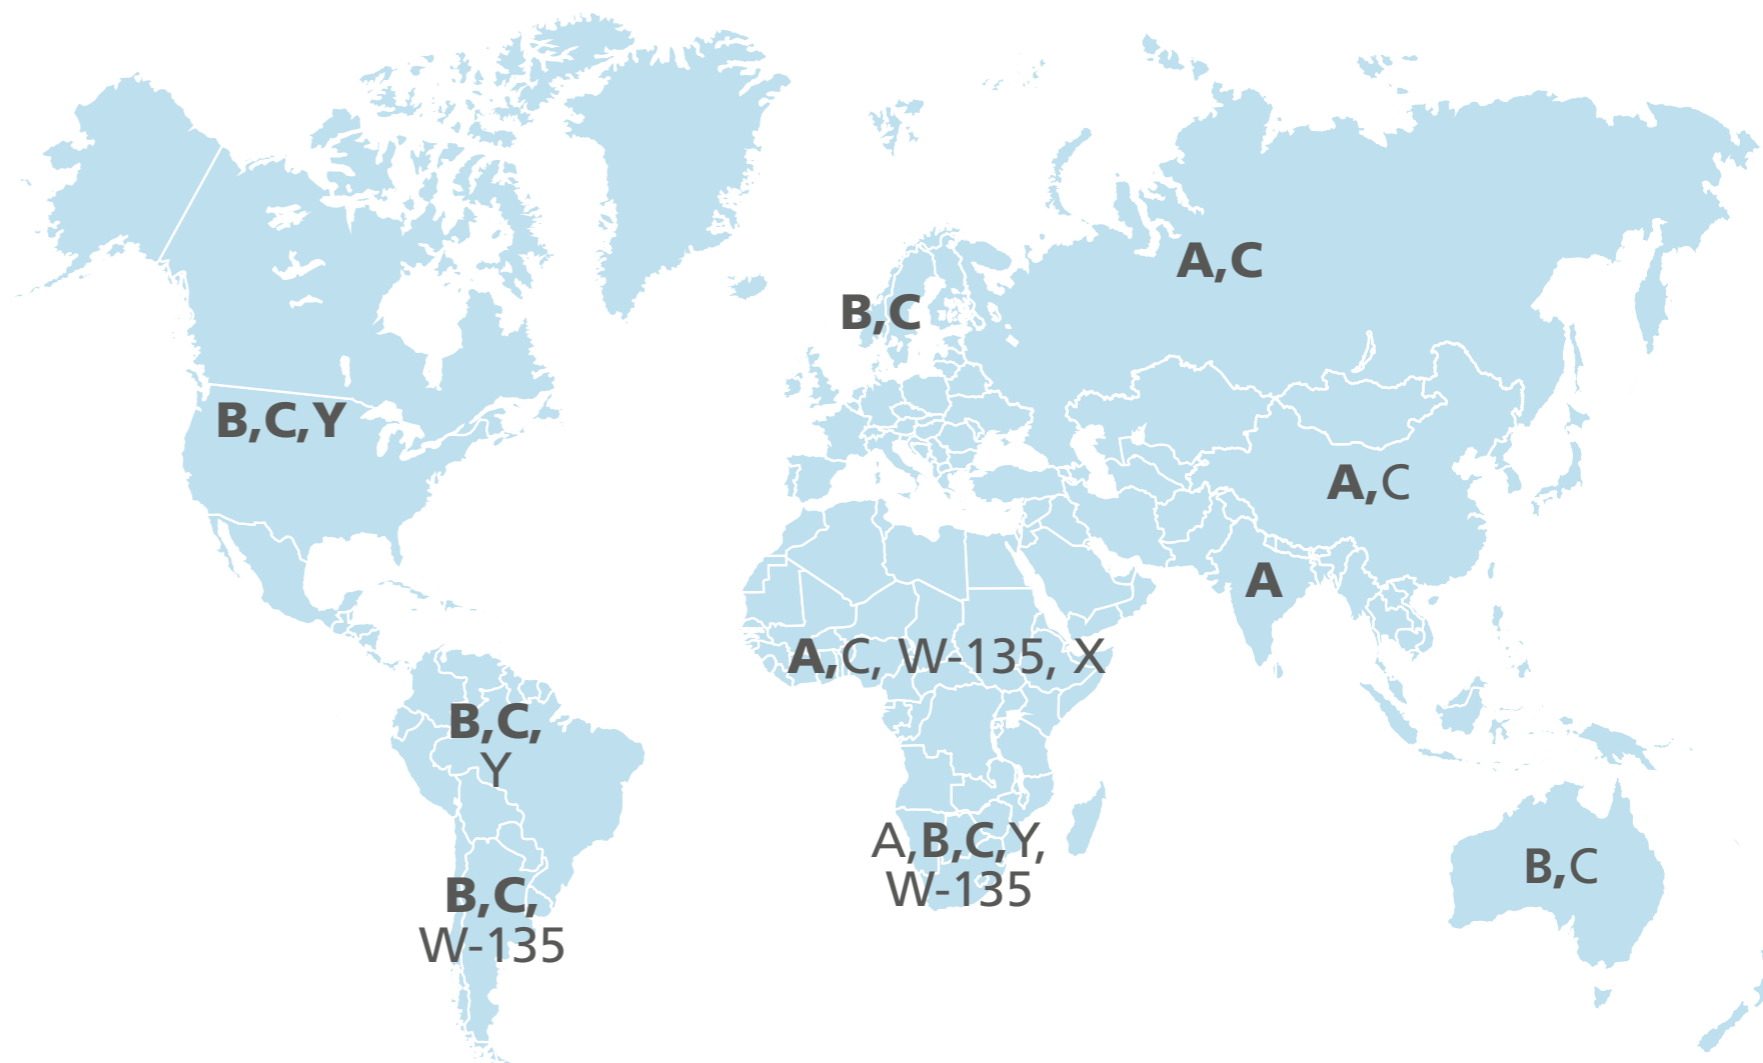 A,C
B,C
B,C,Y
A,C
A
A,C, W-135, X
B,C,
Y
A,B,C,Y,
W-135
B,C
B,C,
W-135